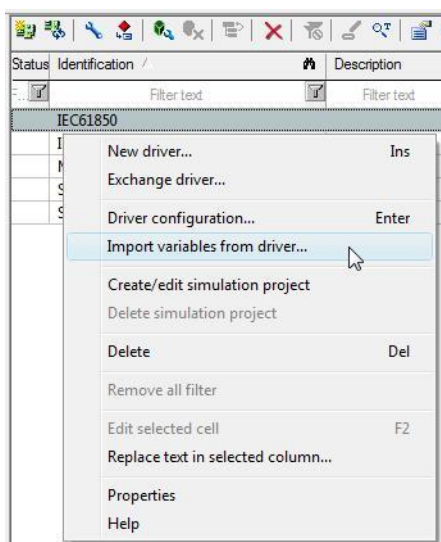 Status Identification Description
Filter text Filter text
IEC61850
New driver... Ins
Exchange driver...
Driver configuration... Enter
Import variables from driver...
Create/edit simulation project
Delete simulation project
Delete Del
Remove all filter
Edit selected cell F2
Replace text in selected column...
Properties
Help